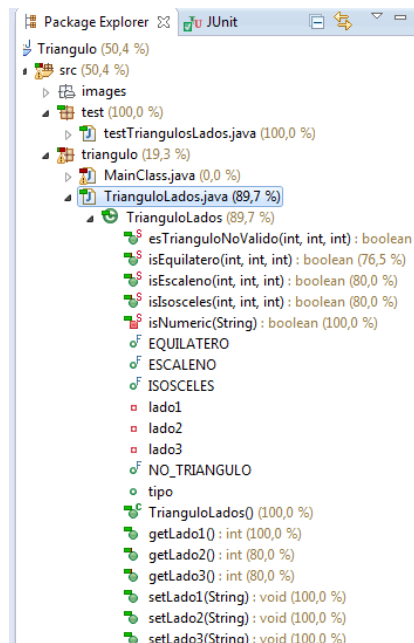 Package Explorer JUnit
Triangulo (50,4 %)
src (50,4 %)
images
test (100,0 %)
testTriangulosLados.java (100,0 %)
triangulo (19,3 %)
MainClass.java (0,0 %)
TrianguloLados.java (89,7 %)
TrianguloLados (89,7 %)
esTrianguloNoValido(int, int, int) : boolean
isEquilatero(int, int, int) : boolean (76,5 %)
isEscaleno(int, int, int) : boolean (80,0 %)
isIsosceles(int, int, int) : boolean (80,0 %)
isNumeric(String) : boolean (100,0 %)
EQUILATERO
ESCALENO
ISOSCELES
lado1
lado2
lado3
NO_TRIANGULO
tipo
TrianguloLados() (100,0 %)
getLado1() : int (100,0 %)
getLado2() : int (80,0 %)
getLado3() : int (80,0 %)
setLado1(String) : void (100,0 %)
setLado2(String) : void (100,0 %)
setLado3(String) : void (100,0 %)